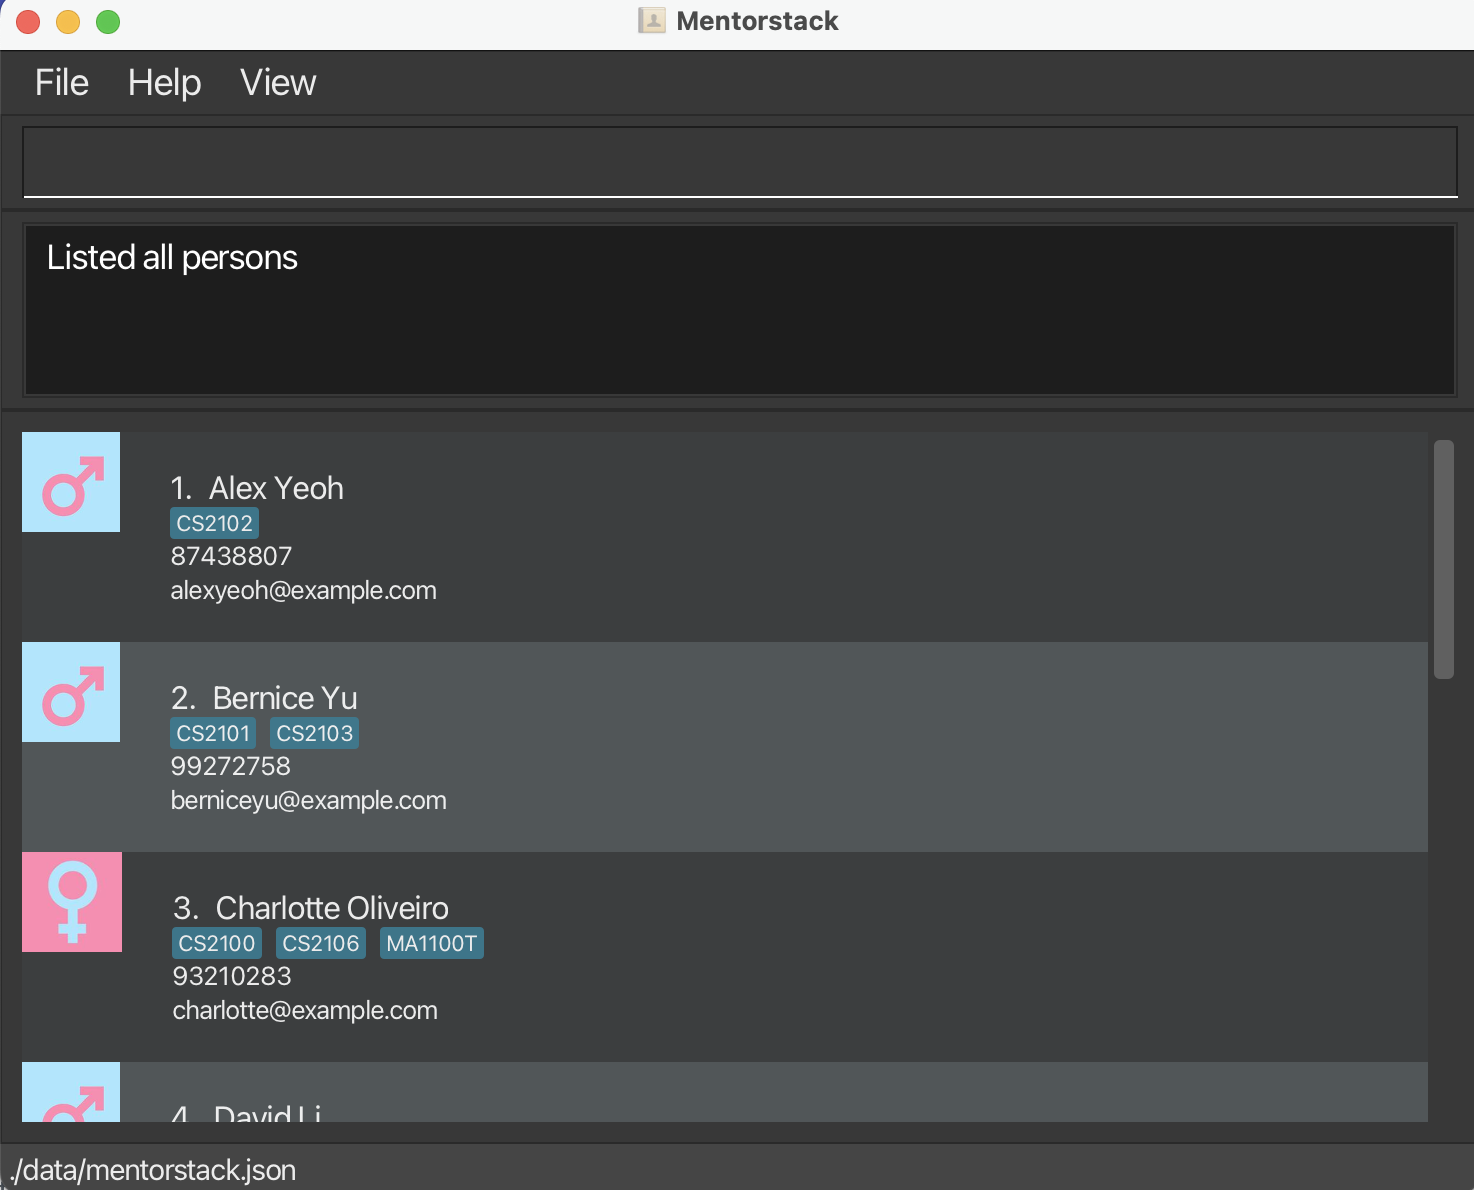 Mentorstack
File Help View
Listed all persons
1. Alex Yeoh
CS2102
87438807
alexyeoh@example.com
2. Bernice Yu
CS2101 CS2103
99272758
berniceyu@example.com
3. Charlotte Oliveiro
CS2100 CS2106 MA1100T
93210283
charlotte@example.com
4. David Li
./data/mentorstack.json